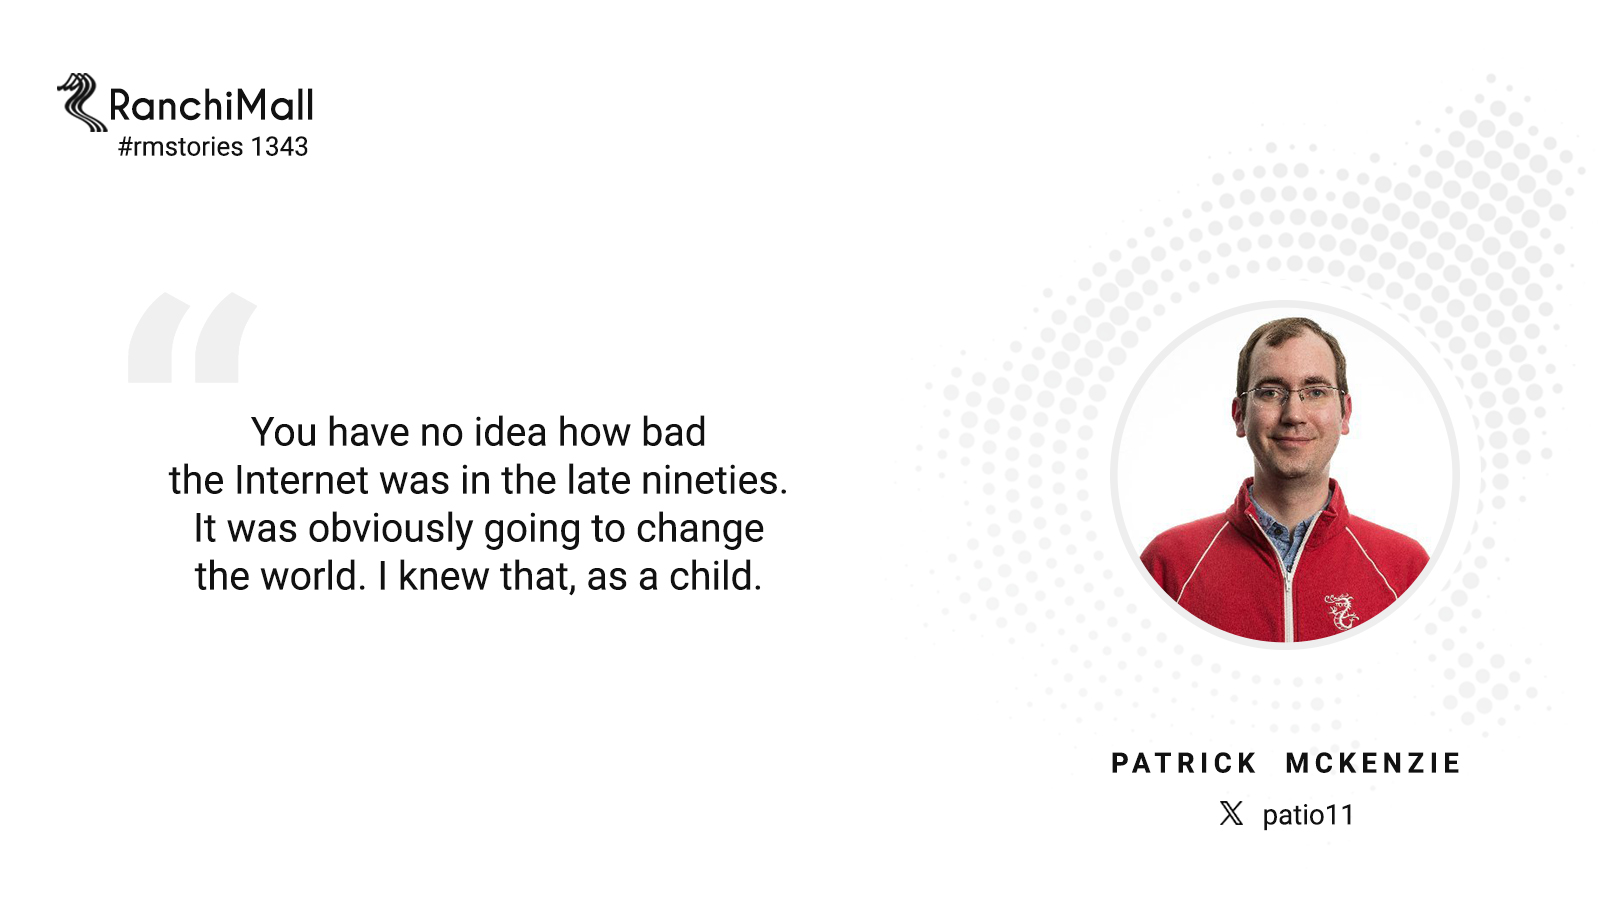 RanchiMall
#rmstories 1343
You have no idea how bad
the Internet was in the late nineties.
It was obviously going to change
the world. I knew that, as a child.
PATRICK MCKENZIE
X patio11